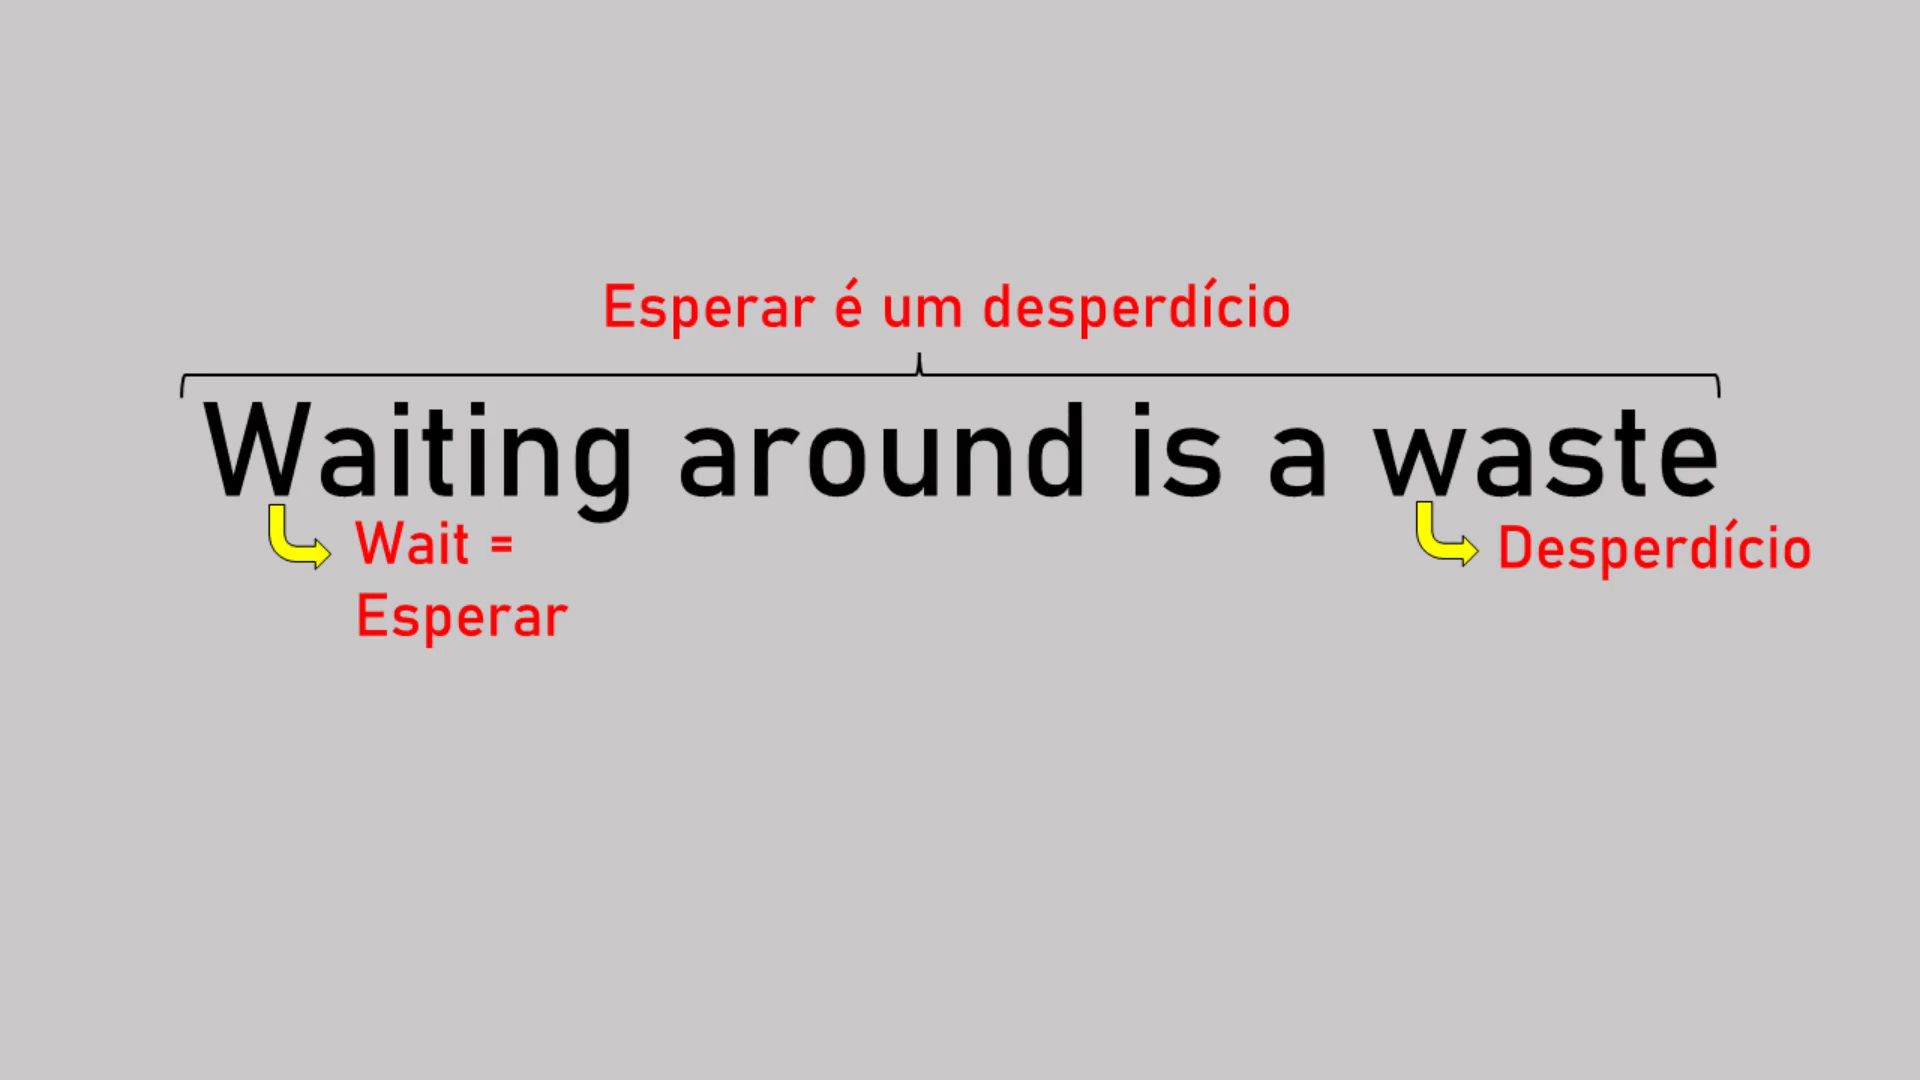 Esperar é um desperdício
Waiting around is a waste
Wait =
Esperar
Desperdício